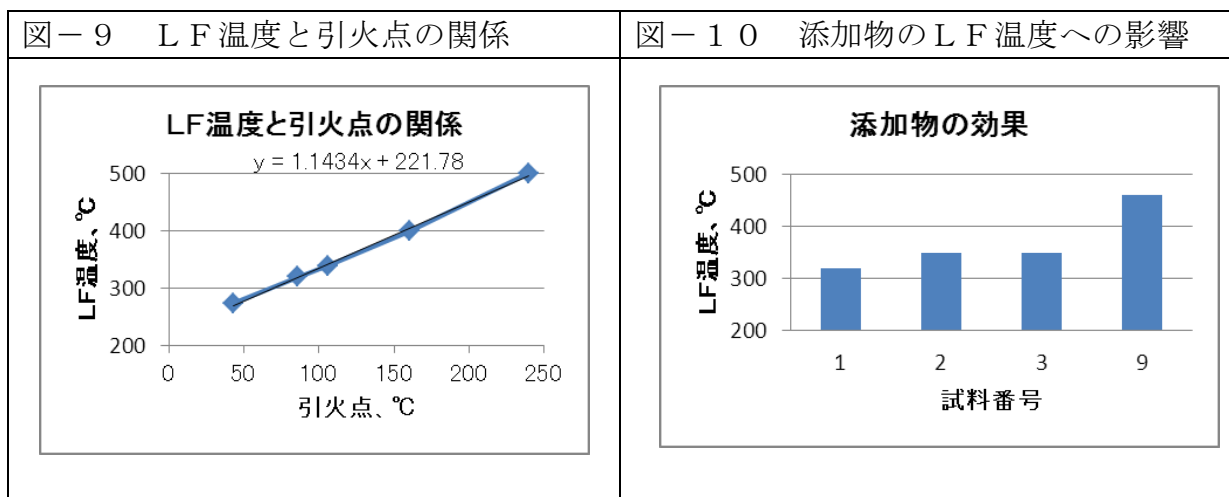 図－９　ＬＦ温度と引火点の関係
図－１０　添加物のＬＦ温度への影響
LF温度と引火点の関係
y = 1.1434x + 221.78
500
400
300
200
LF温度、℃
0 50 100 150 200 250
引火点、℃
添加物の効果
500
400
300
200
LF温度、℃
1 2 3 9
試料番号